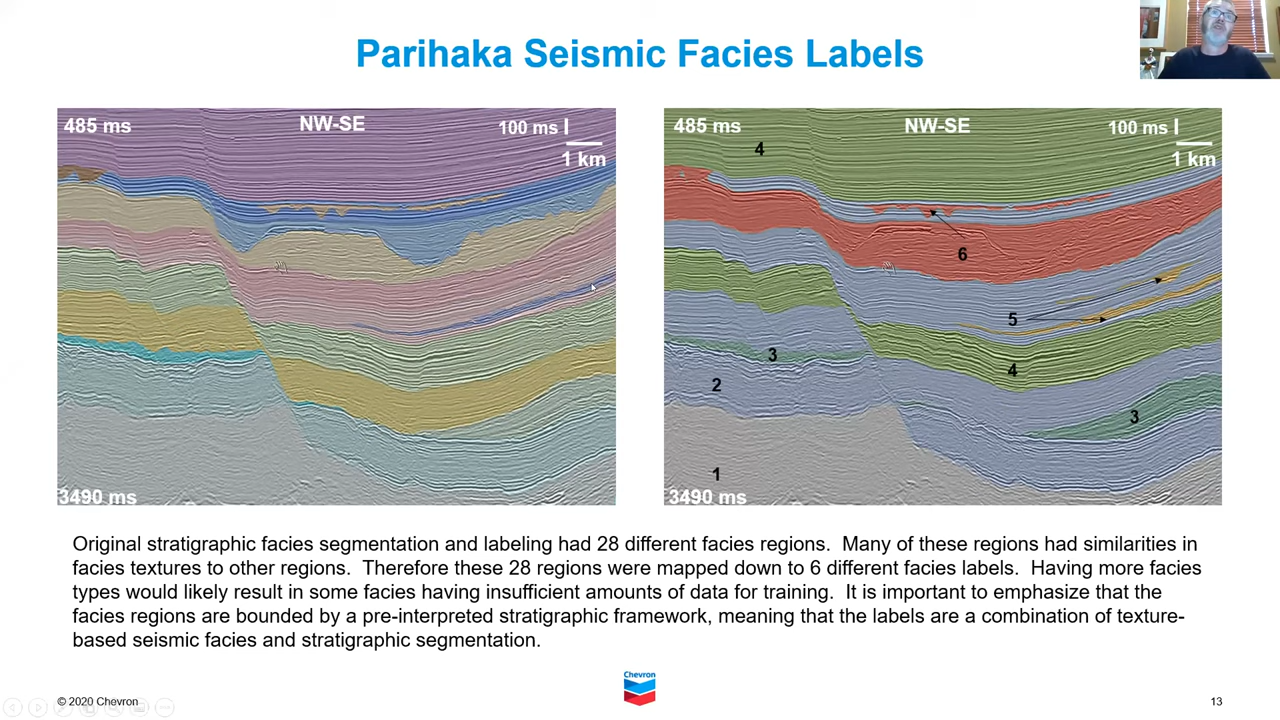 Parihaka Seismic Facies Labels
485 ms
NW-SE
100 ms
1 km
3490 ms
485 ms
NW-SE
100 ms
1 km
4
6
5
3
4
2
3
1
3490 ms
Original stratigraphic facies segmentation and labeling had 28 different facies regions. Many of these regions had similarities in
facies textures to other regions. Therefore these 28 regions were mapped down to 6 different facies labels. Having more facies
types would likely result in some facies having insufficient amounts of data for training. It is important to emphasize that the
facies regions are bounded by a pre-interpreted stratigraphic framework, meaning that the labels are a combination of texture-
based seismic facies and stratigraphic segmentation.
Chevron
© 2020 Chevron
13